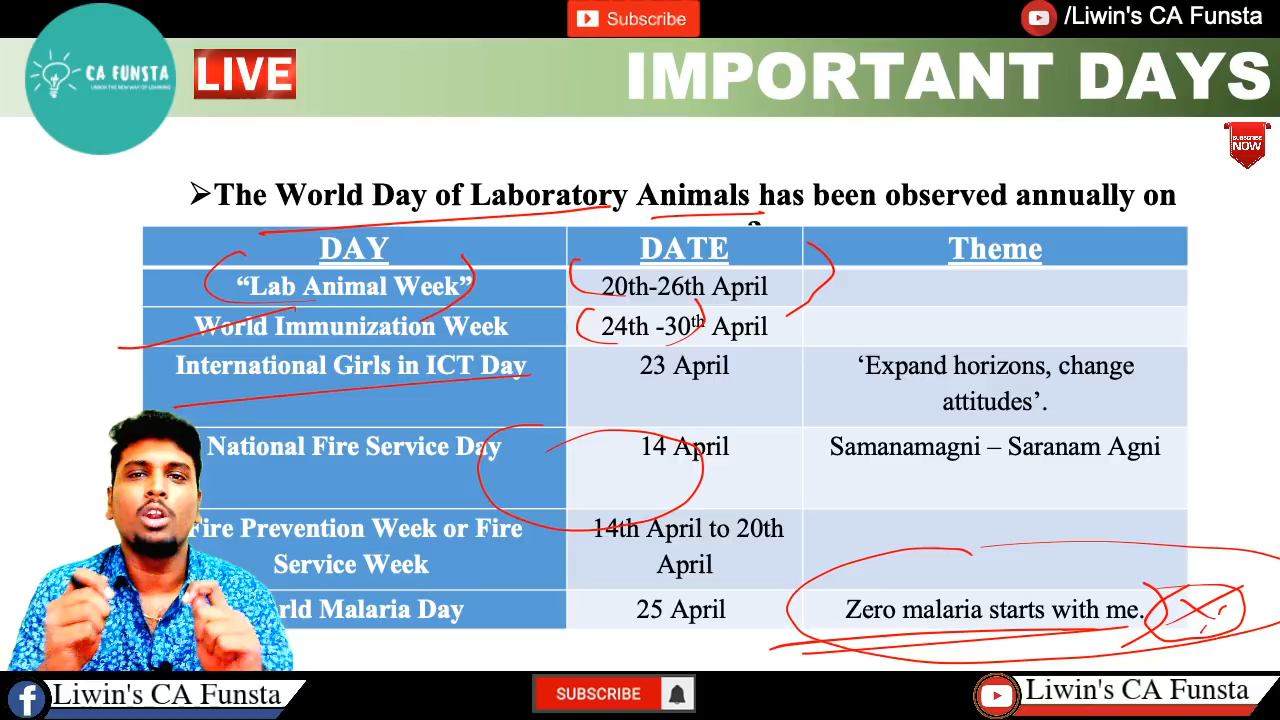 Subscribe
/Liwin's CA Funsta
CA FUNSTA
LIVE
IMPORTANT DAYS
SUBSCRIBE
NOW
➢The World Day of Laboratory Animals has been observed annually on
DAY DATE Theme
“Lab Animal Week” 20th-26th April
World Immunization Week 24th -30th April
International Girls in ICT Day 23 April ‘Expand horizons, change
attitudes’.
National Fire Service Day 14 April Samanamagni – Saranam Agni
Fire Prevention Week or Fire 14th April to 20th
Service Week April
Malaria Day 25 April Zero malaria starts with me.
Liwin's CA Funsta
SUBSCRIBE
Liwin's CA Funsta